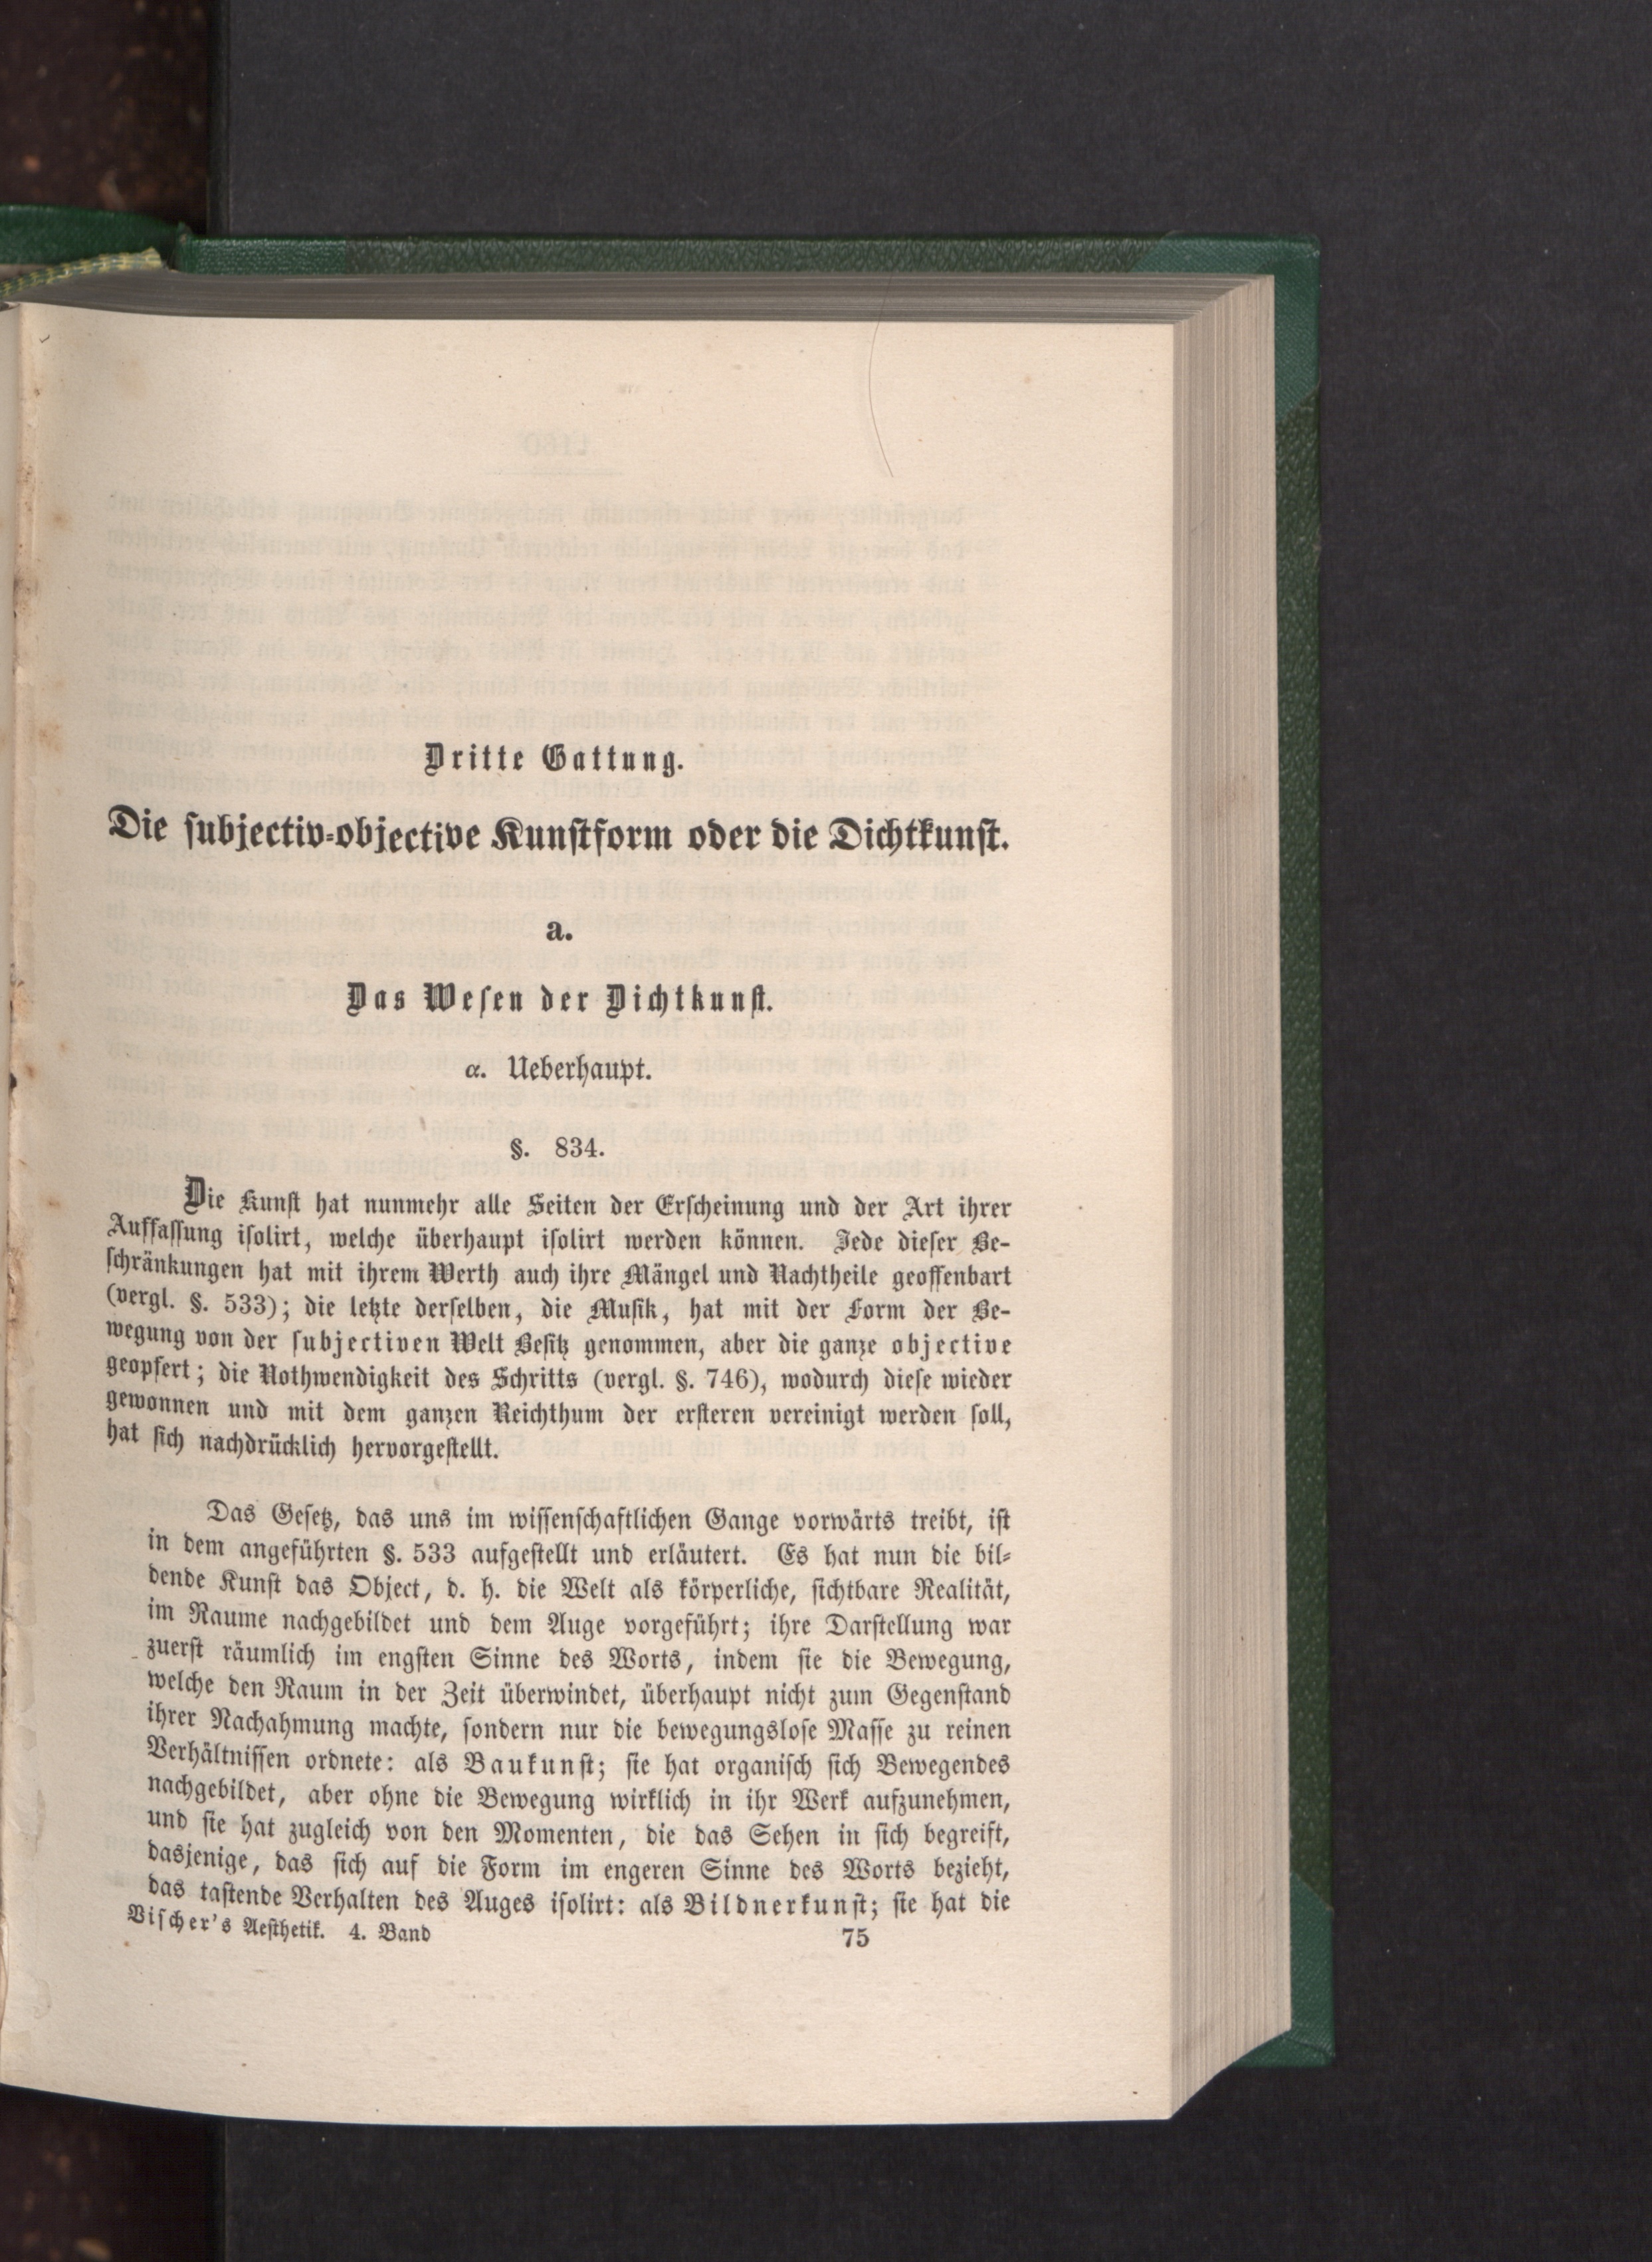 Dritte Gattung.
Die subjectiv-objective Kunstform oder die Dichtkunst.
a.
Das Wesen der Dichtkunst.
α. Ueberhaupt.
§. 834.
Die Kunst hat nunmehr alle Seiten der Erscheinung und der Art ihrer
Auffassung isolirt, welche überhaupt isolirt werden können. Jede dieser Be-
schränkungen hat mit ihrem Werth auch ihre Mängel und Nachtheile geoffenbart
(vergl. §. 533); die letzte derselben, die Musik, hat mit der Form der Be-
wegung von der subjectiven Welt Besitz genommen, aber die ganze objective
geopfert; die Nothwendigkeit des Schritts (vergl. §. 746), wodurch diese wieder
gewonnen und mit dem ganzen Reichthum der ersteren vereinigt werden soll,
hat sich nachdrücklich hervorgestellt.
Das Gesetz, das uns im wissenschaftlichen Gange vorwärts treibt, ist
in dem angeführten §. 533 aufgestellt und erläutert. Es hat nun die bil-
dende Kunst das Object, d. h. die Welt als körperliche, sichtbare Realität,
im Raume nachgebildet und dem Auge vorgeführt; ihre Darstellung war
zuerst räumlich im engsten Sinne des Worts, indem sie die Bewegung,
welche den Raum in der Zeit überwindet, überhaupt nicht zum Gegenstand
ihrer Nachahmung machte, sondern nur die bewegungslose Masse zu reinen
Verhältnissen ordnete: als Baukunst; sie hat organisch sich Bewegendes
nachgebildet, aber ohne die Bewegung wirklich in ihr Werk aufzunehmen,
und sie hat zugleich von den Momenten, die das Sehen in sich begreift,
dasjenige, das sich auf die Form im engeren Sinne des Worts bezieht,
das tastende Verhalten des Auges isolirt: als Bildnerkunst; sie hat die
Vischer's Aesthetik. 4. Band 75